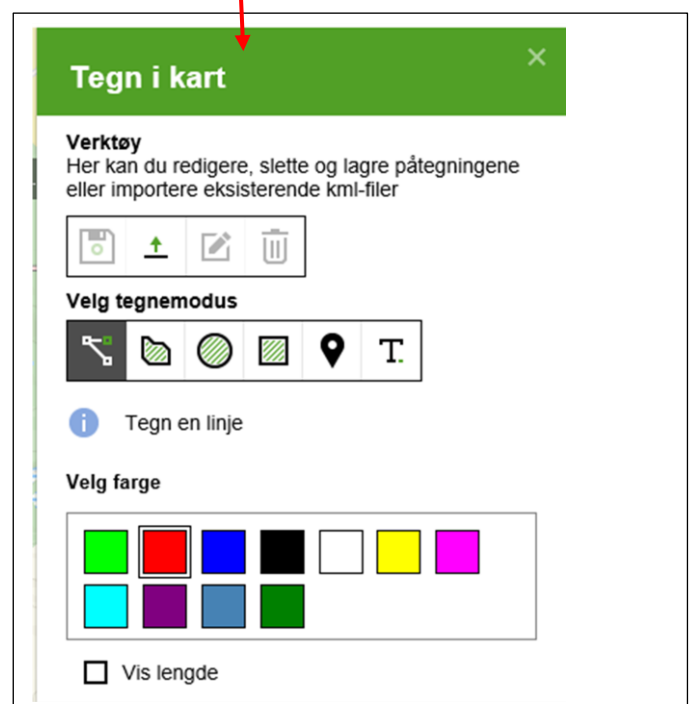 Tegn i kart
Verktøy
Her kan du redigere, slette og lagre påtegningene
eller importere eksisterende kml-filer
Velg tegnemodus
T.
i Tegn en linje
Velg farge
Vis lengde